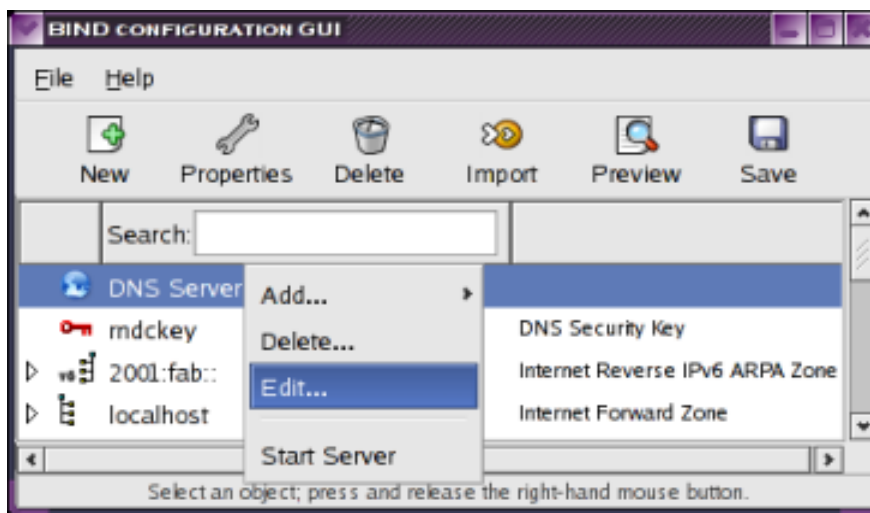 BIND CONFIGURATION GUI
File Help
New Properties Delete Import Preview Save
Search:
DNS Server
Add...
rndckey
DNS Security Key
Delete...
2001:fab::
Internet Reverse IPv6 ARPA Zone
Edit...
localhost
Internet Forward Zone
Start Server
Select an object; press and release the right-hand mouse button.